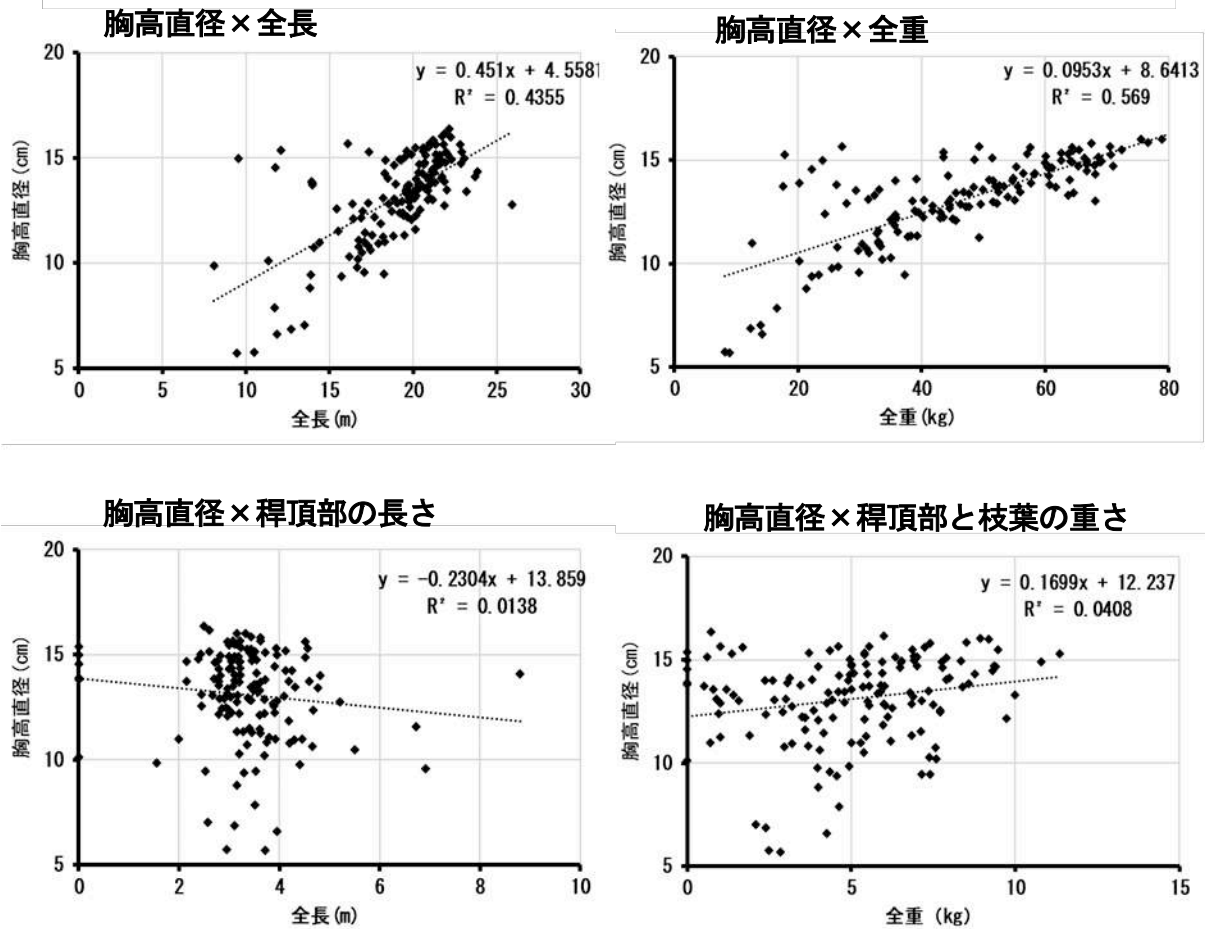 胸高直径×全長
y = 0.451x + 4.5581
R² = 0.4355
20
15
10
5
胸高直径(cm)
0 5 10 15 20 25 30
全長(m)
胸高直径×全重
y = 0.0953x + 8.6413
R² = 0.569
20
15
10
5
胸高直径(cm)
0 20 40 60 80
全重(kg)
胸高直径×稈頂部の長さ
y = -0.2304x + 13.859
R² = 0.0138
20
15
10
5
胸高直径(cm)
0 2 4 6 8 10
全長(m)
胸高直径×稈頂部と枝葉の重さ
y = 0.1699x + 12.237
R² = 0.0408
20
15
10
5
胸高直径(cm)
0 5 10 15
全重 (kg)